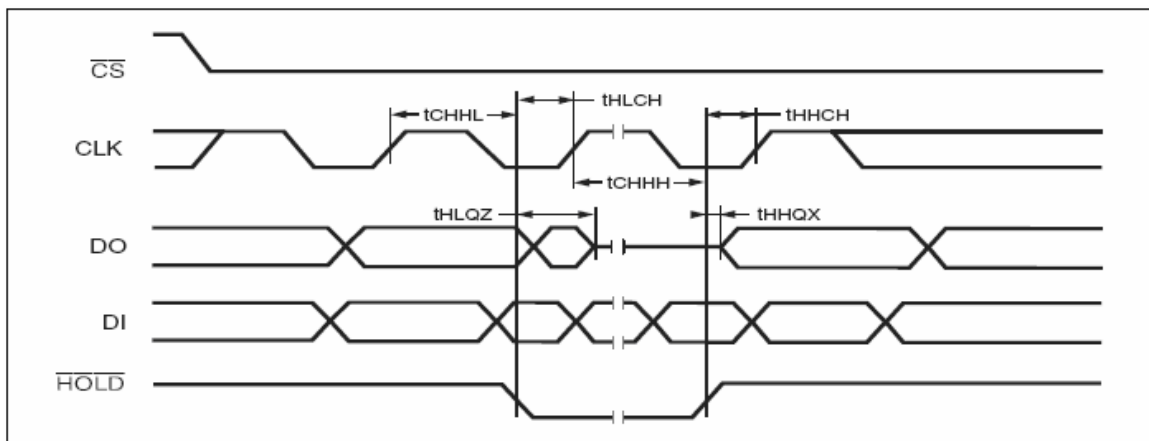 CS
tCHHL
tHLCH
tHHCH
CLK
tCHHH
tHLQZ
tHHQX
DO
DI
HOLD